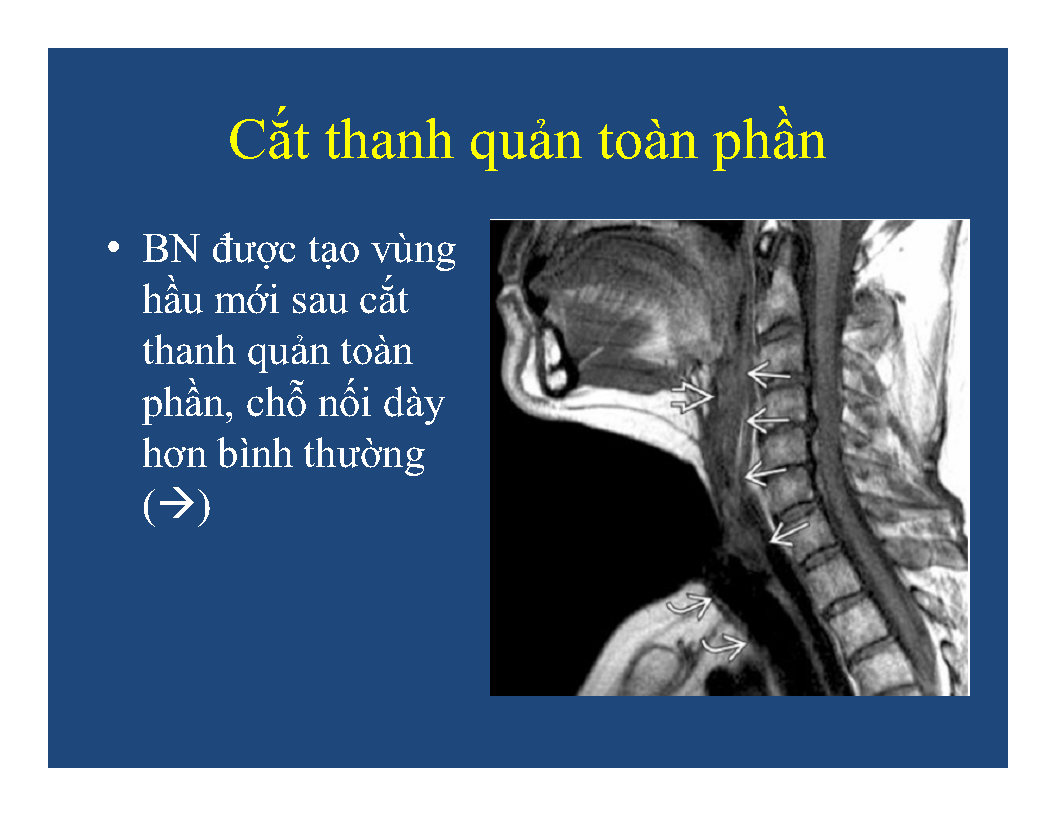 Cắt thanh quản toàn phần
• BN được tạo vùng
hầu mới sau cắt
thanh quản toàn
phần, chỗ nối dày
hơn bình thường
(→)